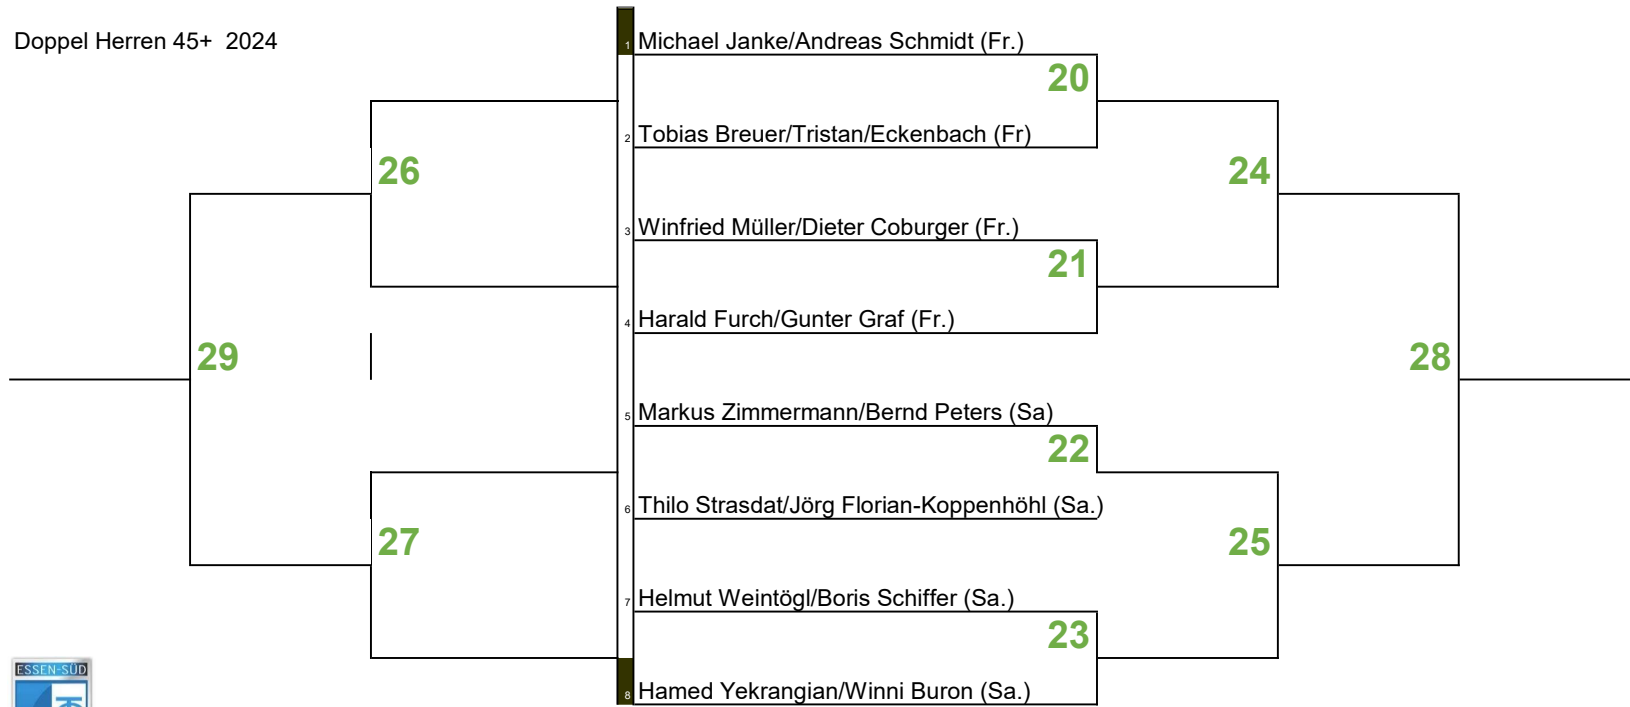 Doppel Herren 45+  2024
1 Michael Janke/Andreas Schmidt (Fr.)
20
2 Tobias Breuer/Tristan/Eckenbach (Fr)
26
24
3 Winfried Müller/Dieter Coburger (Fr.)
21
4 Harald Furch/Gunter Graf (Fr.)
29
28
5 Markus Zimmermann/Bernd Peters (Sa)
22
6 Thilo Strasdat/Jörg Florian-Koppenhöhl (Sa.)
27
25
7 Helmut Weintögl/Boris Schiffer (Sa.)
23
ESSEN-SÜD
8 Hamed Yekrangian/Winni Buron (Sa.)